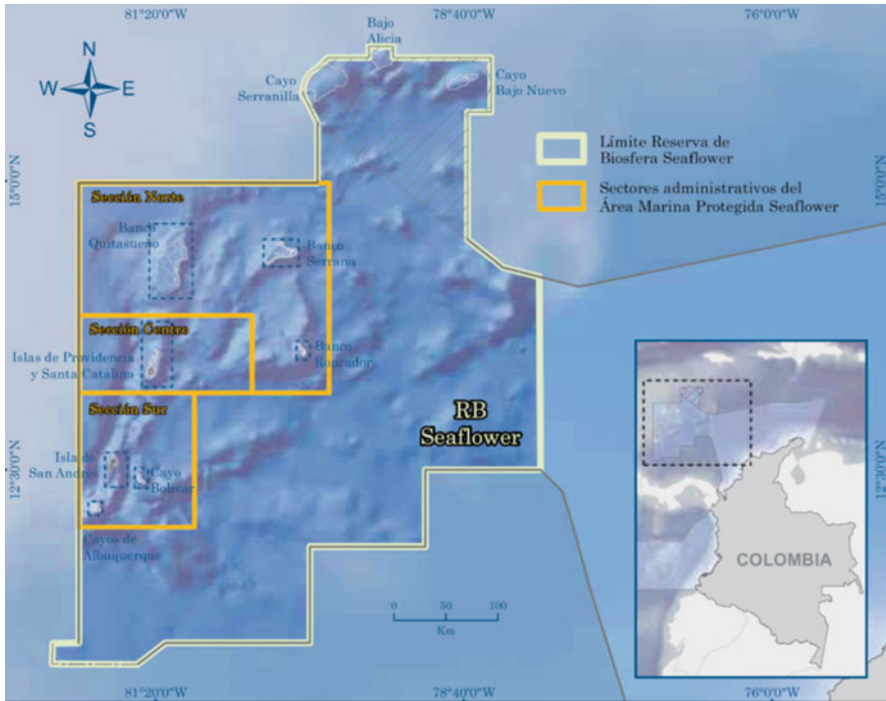 81°20'0"W
78°40'0"W
76°0'0"W
N
W
E
S
Bajo
Alicia
Cayo
Serranilla
Cayo
Bajo Nuevo
Límite Reserva de
Biosfera Seaflower
Sectores administrativos del
Área Marina Protegida Seaflower
15°0'0"N
15°0'0"N
Sección Norte
Banco
Quitasueño
Banco
Serrana
Sección Centro
Islas de Providencia
y Santa Catalina
Banco
Roncador
Sección Sur
RB
Seaflower
Isla de
San Andrés
Cayo
Bolívar
12°30'0"N
12°30'0"N
Cayos de
Albuquerque
COLOMBIA
0
50
100
Km
81°20'0"W
78°40'0"W
76°0'0"W